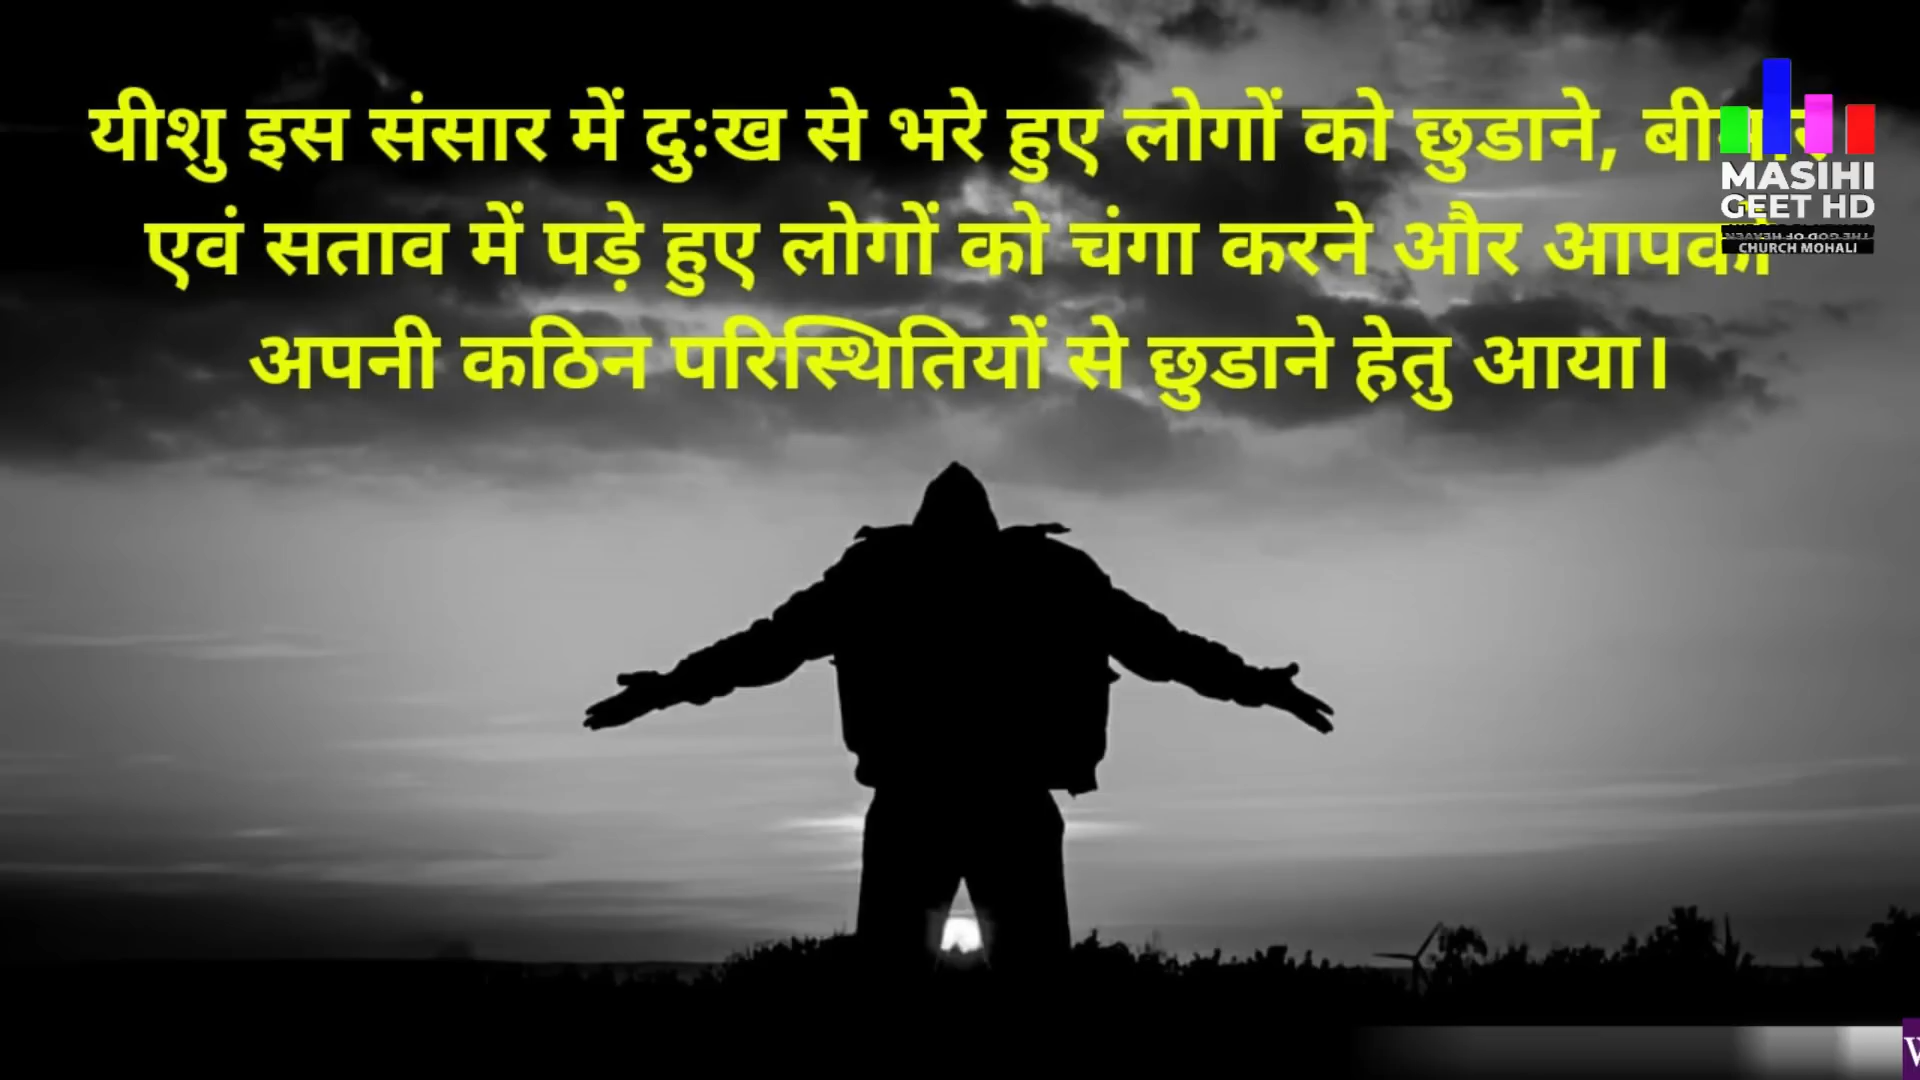 यीशु इस संसार में दुःख से भरे हुए लोगों को छुडाने,
एवं सताव में पड़े हुए लोगों को चंगा करने और आपको
अपनी कठिन परिस्थितियों से छुडाने हेतु आया।
MASIHI
GEET HD
CHURCH MOHALI